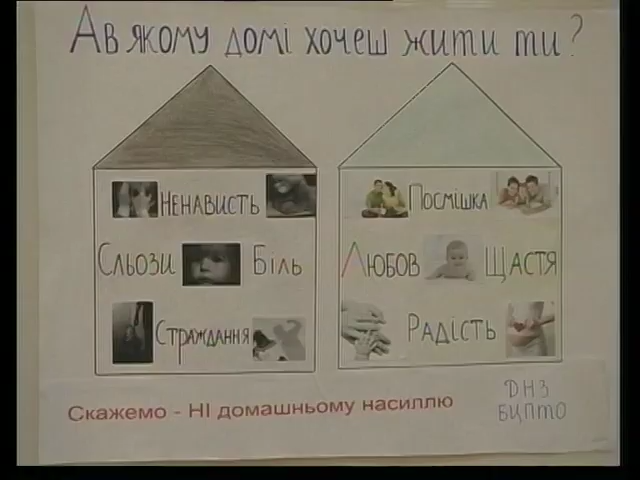 А в якому домі хочеш жити ти?
Ненависть
Сльози Біль
Страждання
Посмішка
Любов Щастя
Радість
Скажемо - НІ домашньому насиллю
ДНЗ
БЦПТО